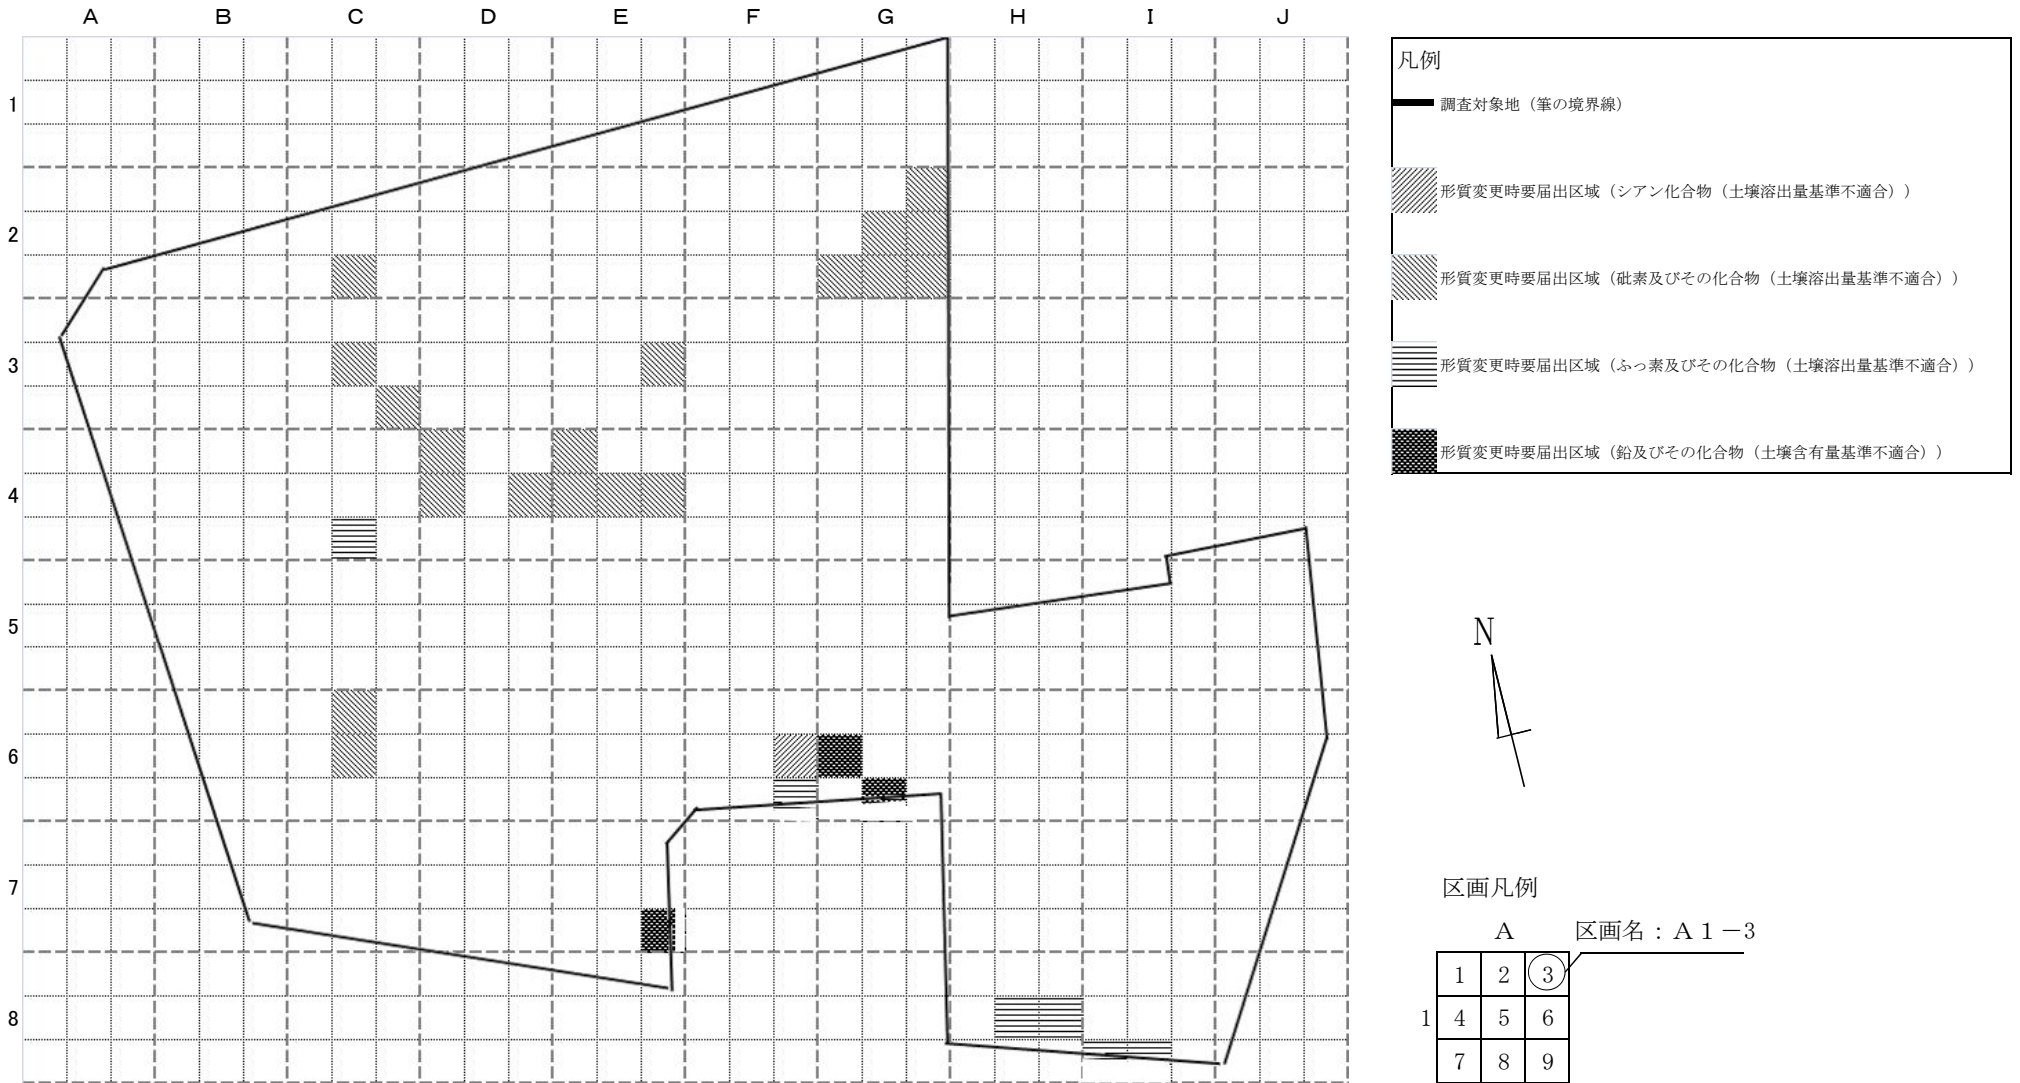 A B C D E F G H I J
1
2
3
4
5
6
7
8
凡例
調査対象地（筆の境界線）
形質変更時要届出区域（シアン化合物（土壌溶出量基準不適合））
形質変更時要届出区域（砒素及びその化合物（土壌溶出量基準不適合））
形質変更時要届出区域（ふっ素及びその化合物（土壌溶出量基準不適合））
形質変更時要届出区域（鉛及びその化合物（土壌含有量基準不適合））
N
区画凡例
A
区画名：A1－3
1 2 3
1 4 5 6
7 8 9